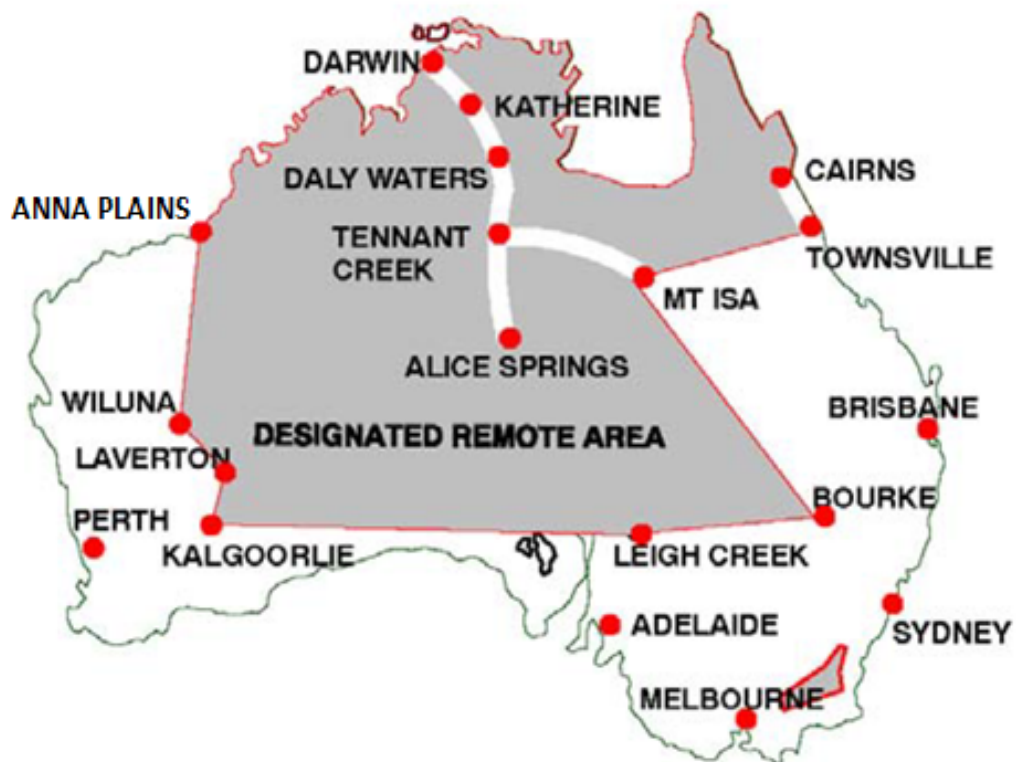 DARWIN
KATHERINE
DALY WATERS
CAIRNS
ANNA PLAINS
TENNANT
CREEK
TOWNSVILLE
MT ISA
ALICE SPRINGS
WILUNA
BRISBANE
DESIGNATED REMOTE AREA
LAVERTON
BOURKE
PERTH
KALGOORLIE
LEIGH CREEK
ADELAIDE
SYDNEY
MELBOURNE